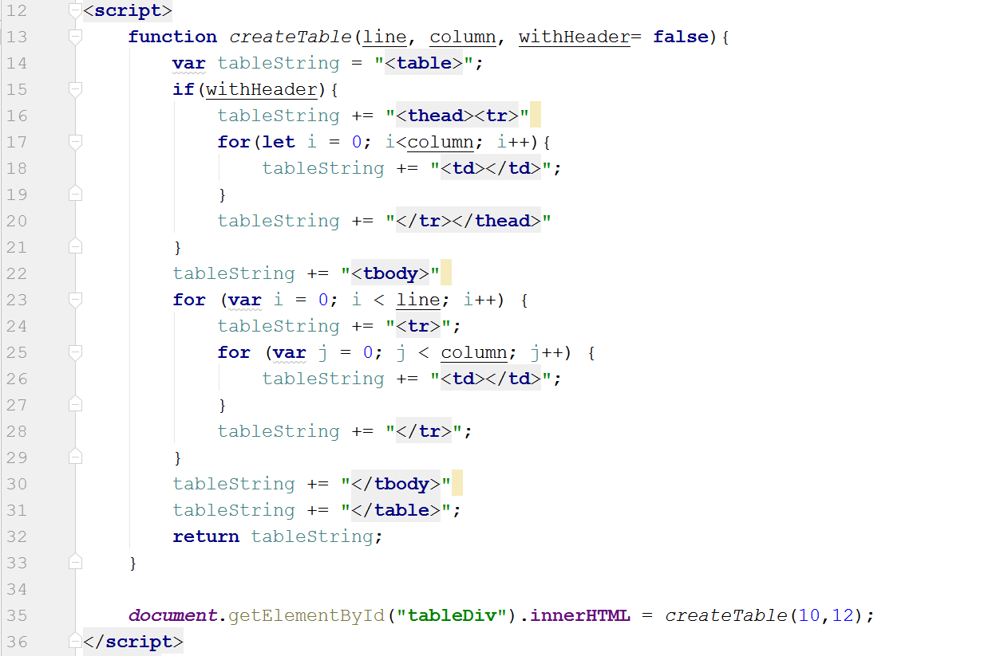 12 <script>
13 function createTable(line, column, withHeader= false){
14 var tableString = "<table>";
15 if(withHeader){
16 tableString += "<thead><tr>"
17 for(let i = 0; i<column; i++){
18 tableString += "<td></td>";
19 }
20 tableString += "</tr></thead>"
21 }
22 tableString += "<tbody>"
23 for (var i = 0; i < line; i++) {
24 tableString += "<tr>";
25 for (var j = 0; j < column; j++) {
26 tableString += "<td></td>";
27 }
28 tableString += "</tr>";
29 }
30 tableString += "</tbody>"
31 tableString += "</table>";
32 return tableString;
33 }
34
35 document.getElementById("tableDiv").innerHTML = createTable(10,12);
36 </script>